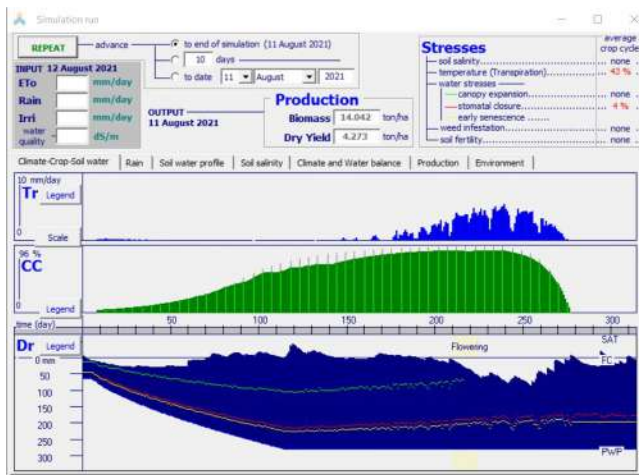 Simulation run
REPEAT
advance
to end of simulation (11 August 2021)
10 days
to date 11 August 2021
INPUT 12 August 2021
ETo mm/day
Rain mm/day
Irri mm/day
water quality dS/m
OUTPUT
11 August 2021
Production
Biomass 14.042 ton/ha
Dry Yield 4.273 ton/ha
Stresses
average
crop cycle
soil salinity none
temperature (Transpiration) 43 %
water stresses
canopy expansion none
stomatal closure 4 %
early senescence
weed infestation none
soil fertility none
Climate-Crop-Soil water Rain Soil water profile Soil salinity Climate and Water balance Production Environment
10 mm/day
Tr Legend
0
Scale
96 %
CC
0
Legend
time (day) 50 100 150 200 250 300
Dr Legend
Flowering
SAT
0 mm
FC
50
100
150
200
250
300
PWP